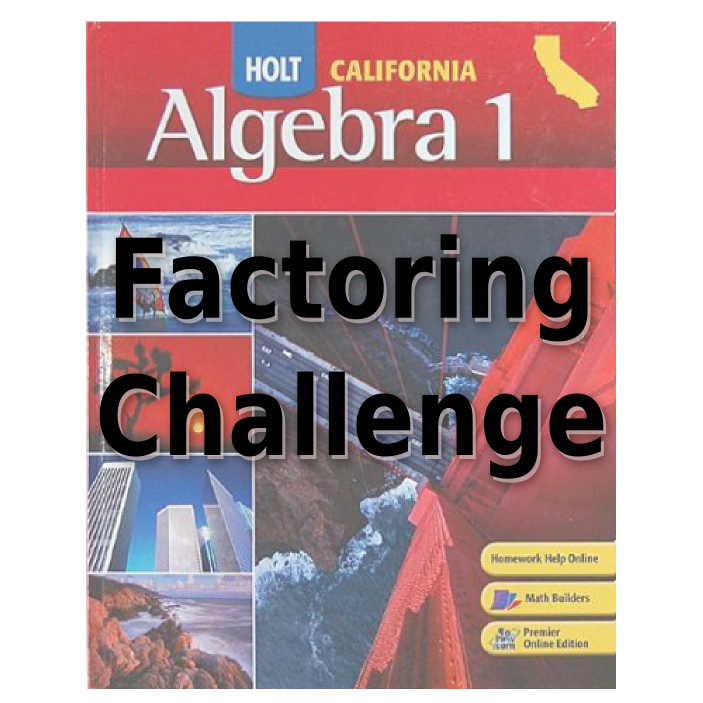 HOLT CALIFORNIA
Algebra 1
Factoring
Challenge
Homework Help Online
Math Builders
Premier
Online Edition